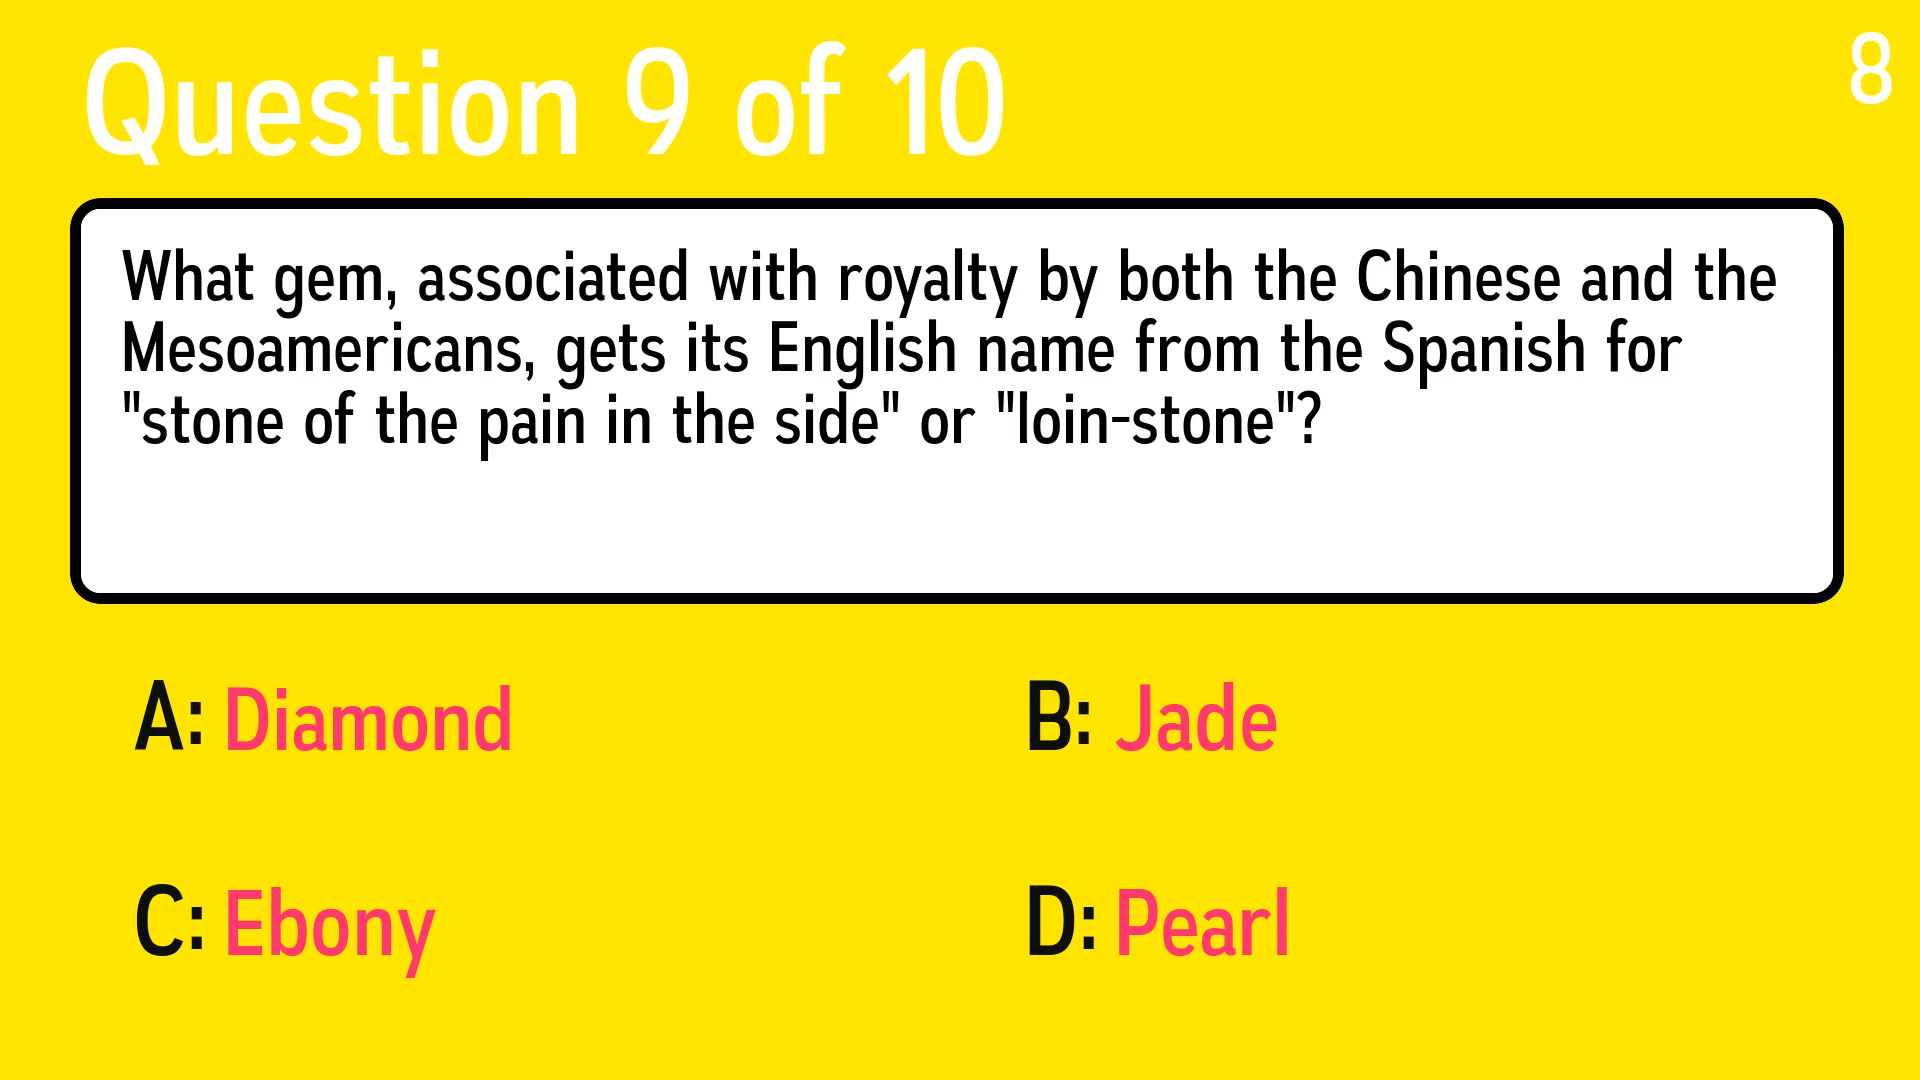 Question 9 of 10
8
What gem, associated with royalty by both the Chinese and the
Mesoamericans, gets its English name from the Spanish for
"stone of the pain in the side" or "loin-stone"?
A: Diamond
B: Jade
C: Ebony
D: Pearl